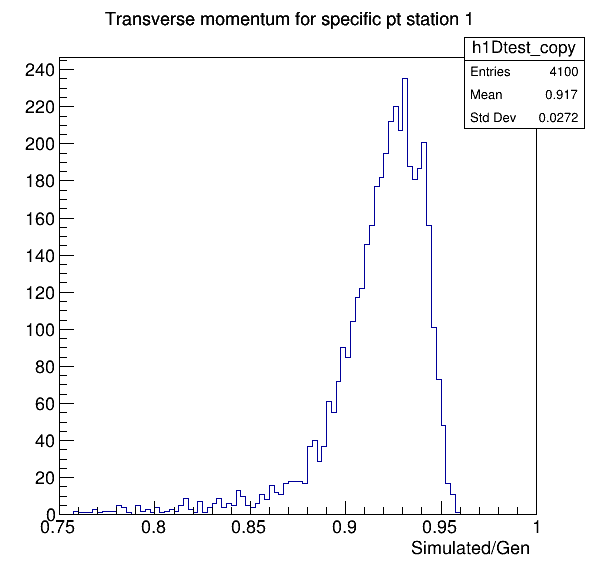 Transverse momentum for specific pt station 1
h1Dtest_copy
Entries 4100
Mean 0.917
Std Dev 0.0272
240
220
200
180
160
140
120
100
80
60
40
20
0
0.75 0.8 0.85 0.9 0.95 1
Simulated/Gen